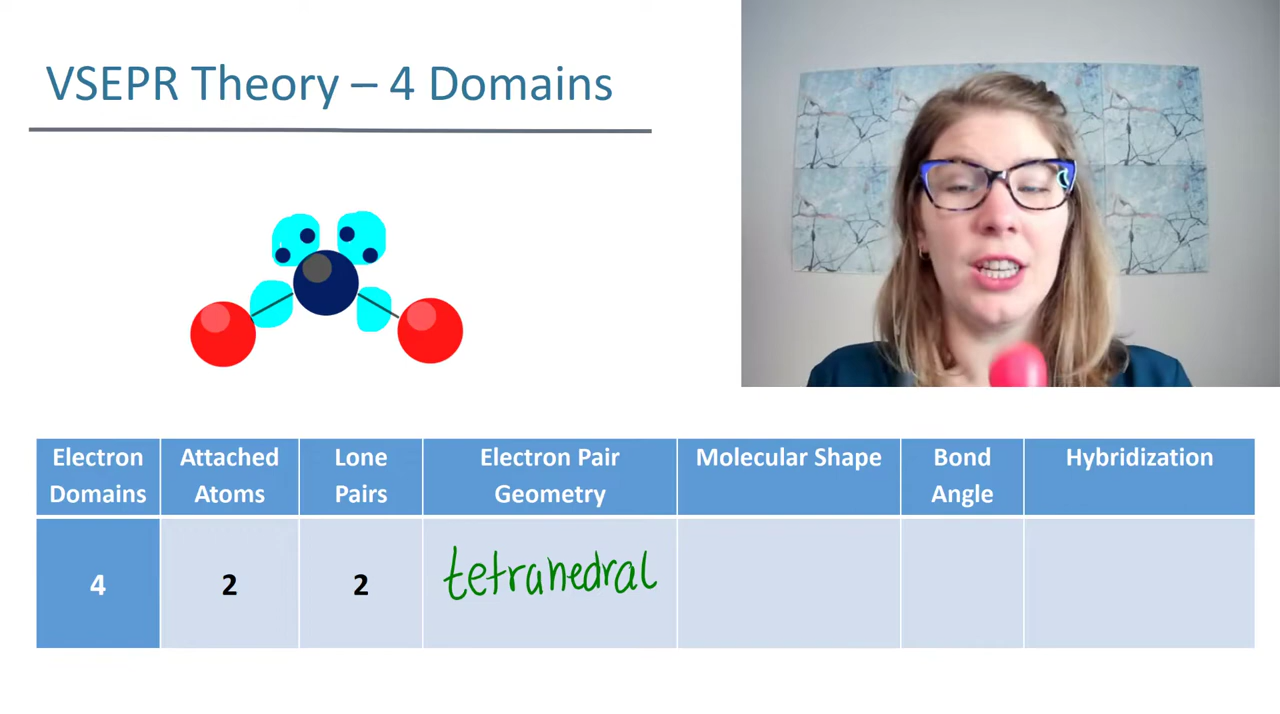 VSEPR Theory – 4 Domains
Electron Domains
Attached Atoms
Lone Pairs
Electron Pair Geometry
Molecular Shape
Bond Angle
Hybridization
4
2
2
tetrahedral